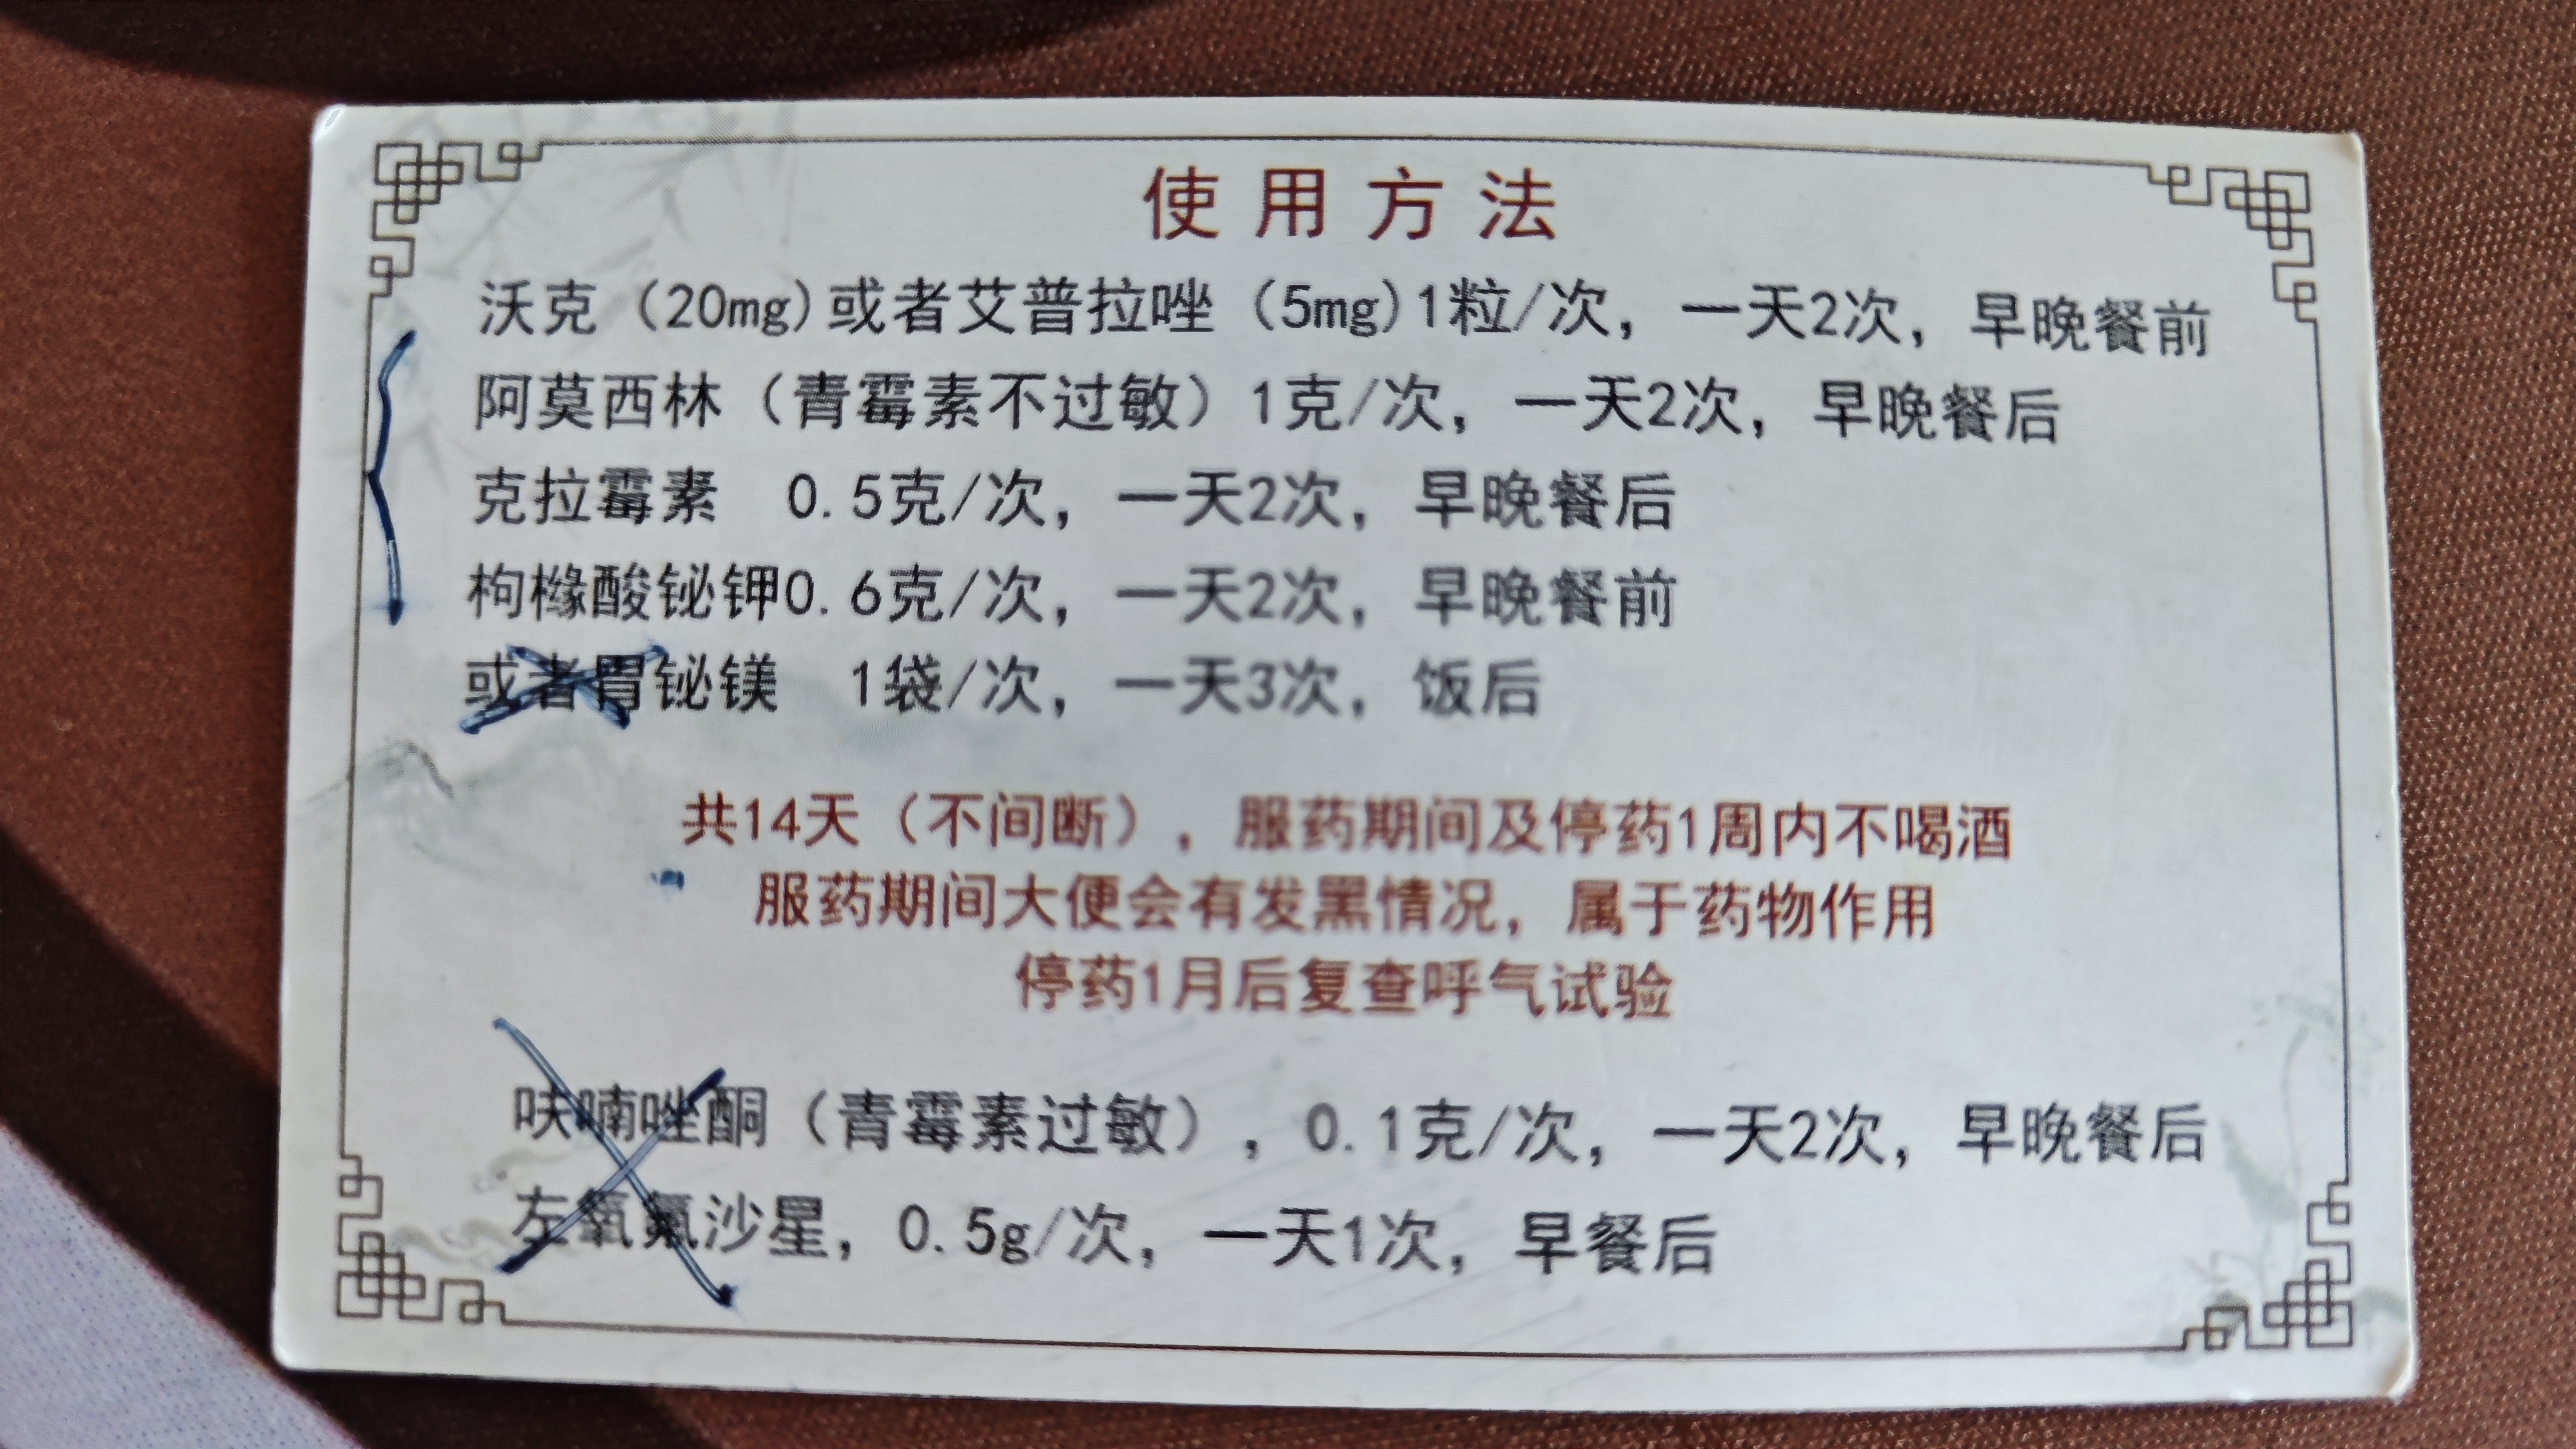 使用方法
沃克（20mg)或者艾普拉唑（5mg)1粒/次，一天2次，早晚餐前
阿莫西林（青霉素不过敏）1克/次，一天2次，早晚餐后
克拉霉素 0.5克/次，一天2次，早晚餐后
枸橼酸铋钾0.6克/次，一天2次，早晚餐前
或者胃铋镁 1袋/次，一天3次，饭后
共14天（不间断），服药期间及停药1周内不喝酒
服药期间大便会有发黑情况，属于药物作用
停药1月后复查呼气试验
呋喃唑酮（青霉素过敏），0.1克/次，一天2次，早晚餐后
左氧氟沙星，0.5g/次，一天1次，早餐后